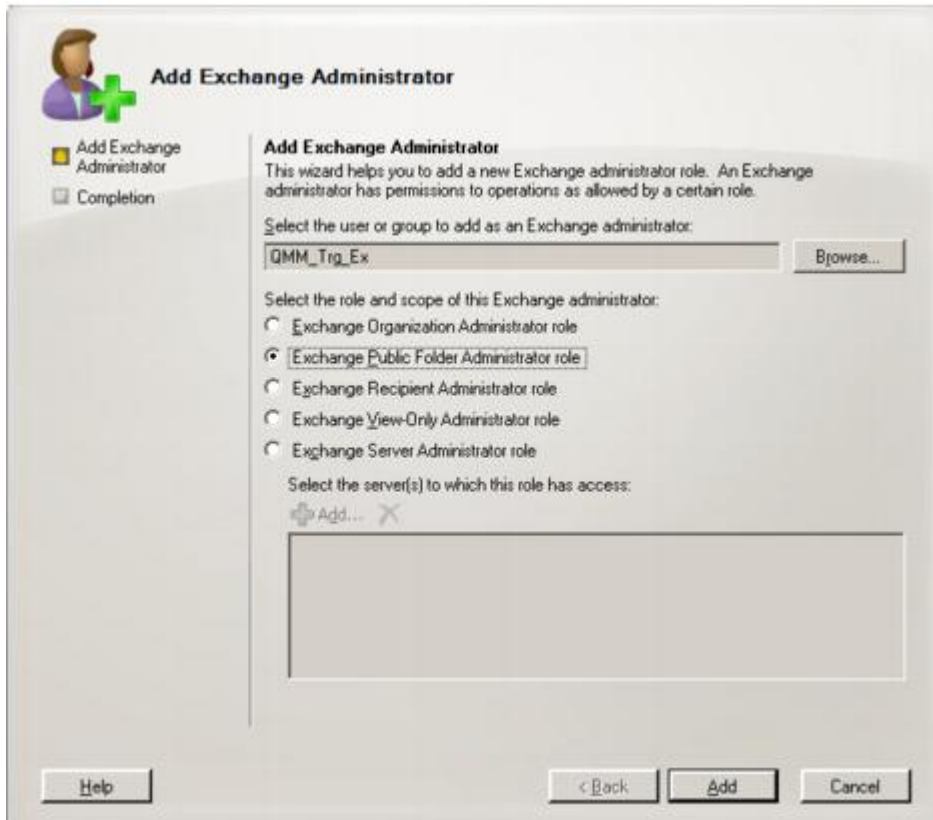 Add Exchange Administrator
Add Exchange
Administrator
Completion
Add Exchange Administrator
This wizard helps you to add a new Exchange administrator role. An Exchange
administrator has permissions to operations as allowed by a certain role.
Select the user or group to add as an Exchange administrator:
QMM_Trg_Ex
Browse...
Select the role and scope of this Exchange administrator:
Exchange Organization Administrator role
Exchange Public Folder Administrator role
Exchange Recipient Administrator role
Exchange View-Only Administrator role
Exchange Server Administrator role
Select the server(s) to which this role has access:
Add...
Help
< Back
Add
Cancel